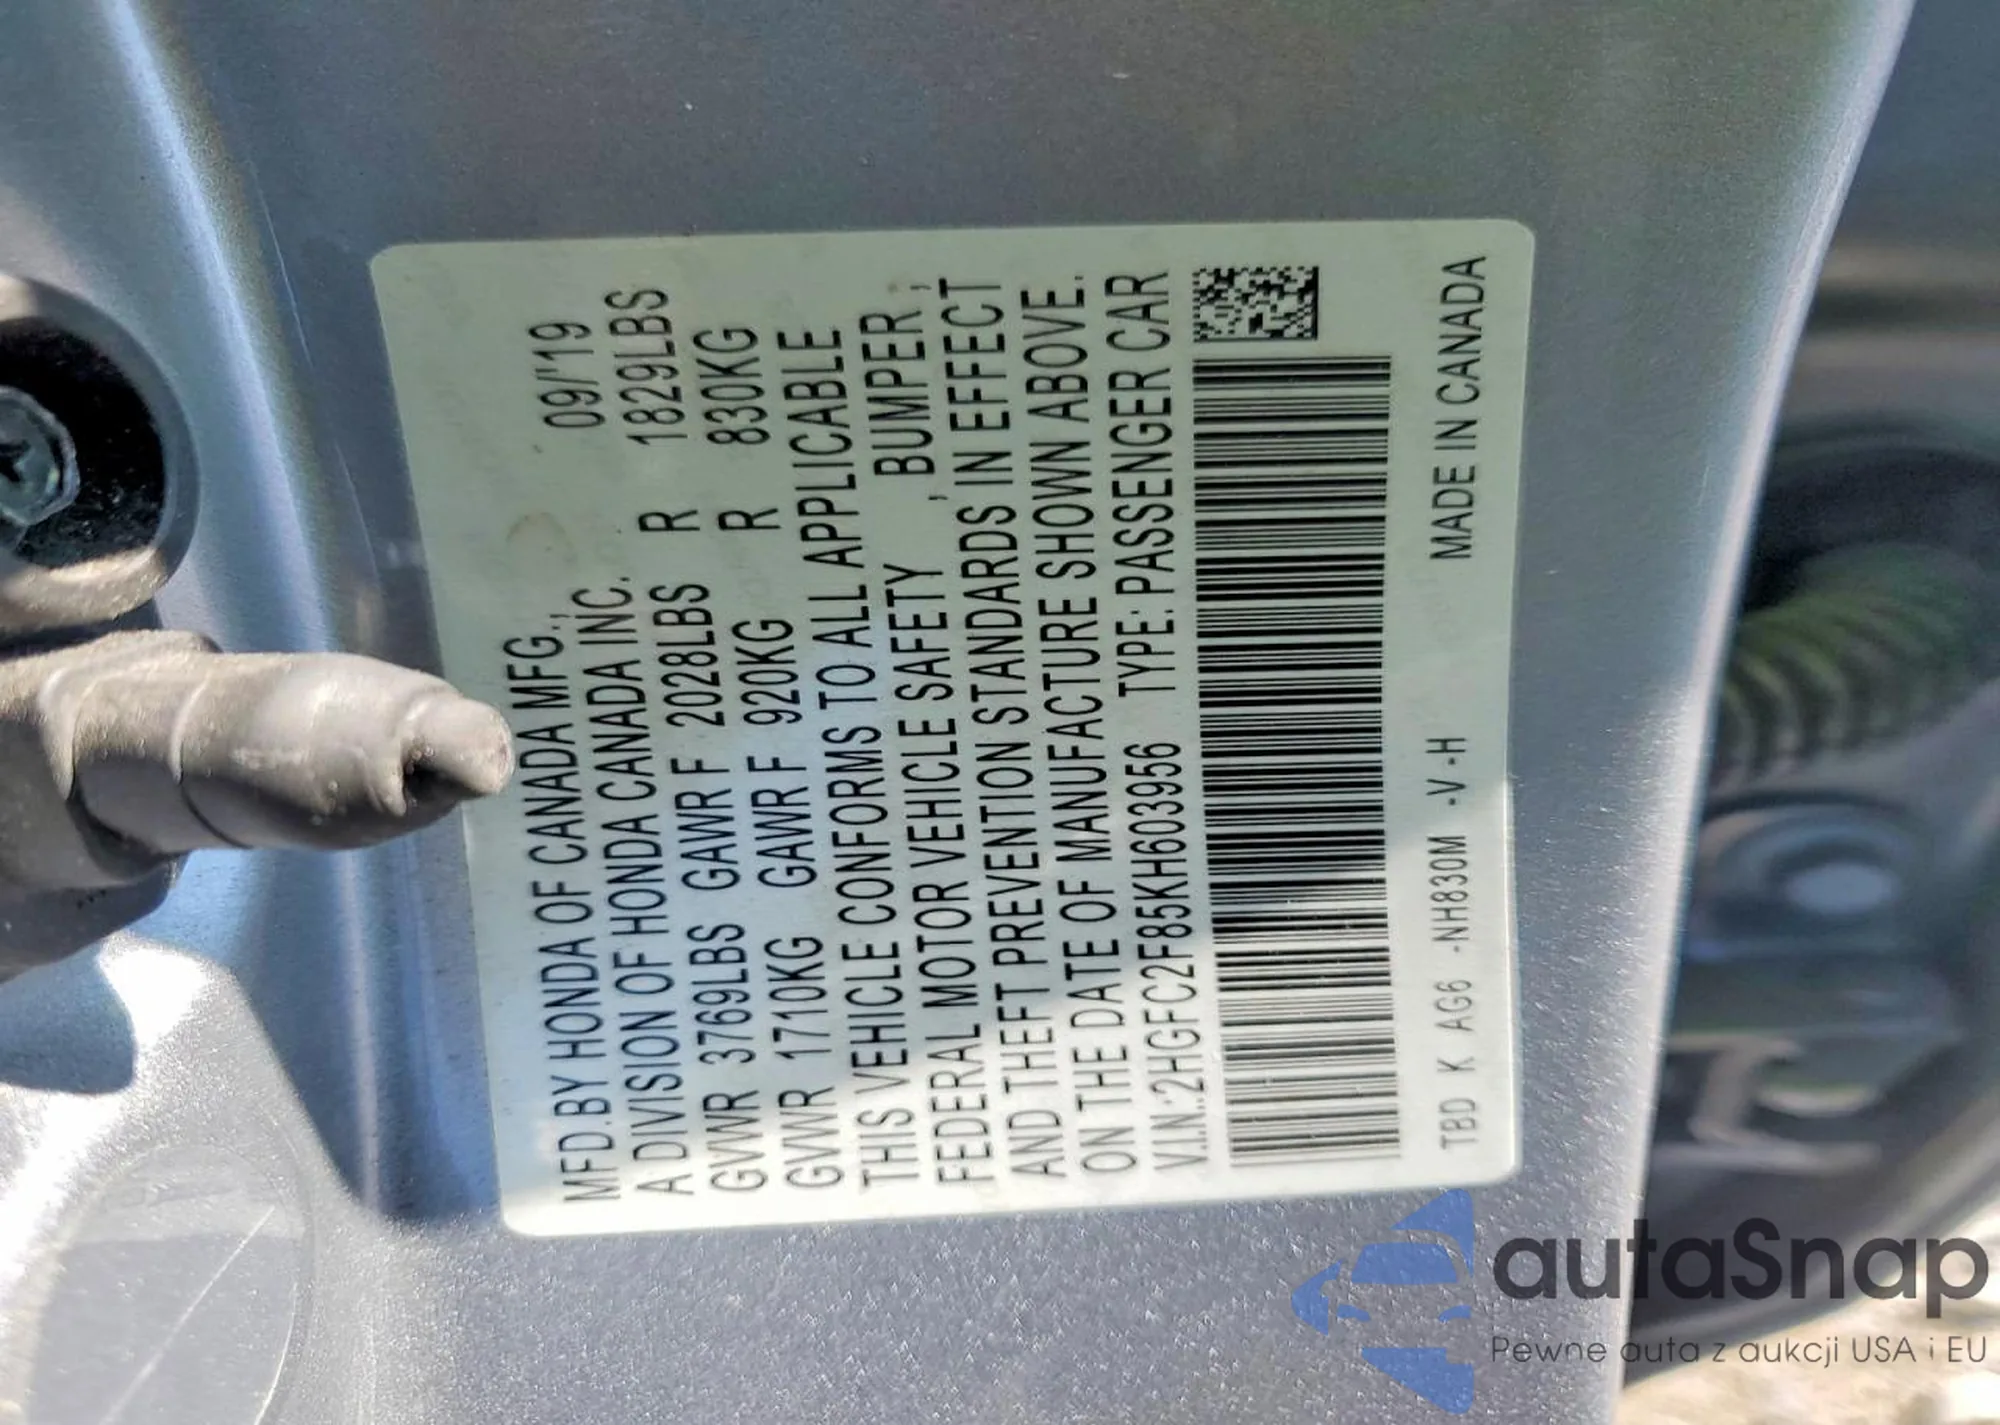 MFD.BY HONDA OF CANADA MFG.,   09/'19
A DIVISION OF HONDA CANADA INC.
GVWR 3769LBS GAWR F 2028LBS R 1829LBS
GVWR 1710KG GAWR F 920KG R 830KG
THIS VEHICLE CONFORMS TO ALL APPLICABLE
FEDERAL MOTOR VEHICLE SAFETY , BUMPER ,
AND THEFT PREVENTION STANDARDS IN EFFECT
ON THE DATE OF MANUFACTURE SHOWN ABOVE.
V.I.N.:2HGFC2F85KH603956 TYPE: PASSENGER CAR
TBD K AG6 -NH830M -V -H MADE IN CANADA
autaSnap
Pewne auta z aukcji USA i EU